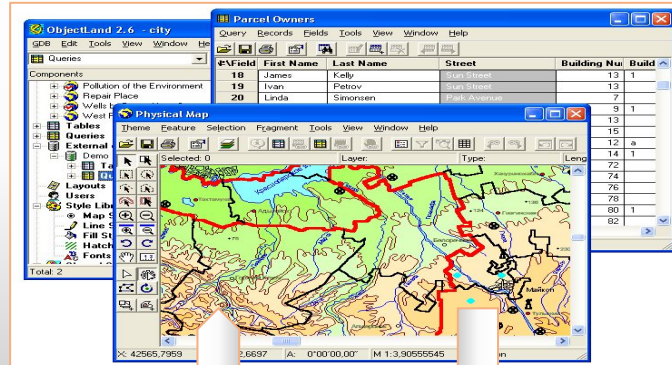 ObjectLand 2.6 - city
GDB Edit Tools View Window He
Queries
Components
Pollution of the Environment
Repair Place
Tables
Queries
External
Demo
Layouts
Users
Style Lib
Map S
Line S
Fill St
Hatch
Fonts
Total: 2
Parcel Owners
Query Records Fields Tools View Window Help
#\Field First Name Last Name Street Building Nu Build
18 James Kelly Sun Street 13 1
19 Ivan Petrov Sun Street 13
20 Linda Simonsen Park Avenue 7
9 1
13
15
12 a
14 1
72
74
76
78
80 1
82
Physical Map
Theme Feature Selection Fragment Tools View Window Help
Selected: 0 Layer: Type: Leng
Майкоп
X: 42565,7959 2,6697 A: 0°00'00,00" M 1:3,90555545 on